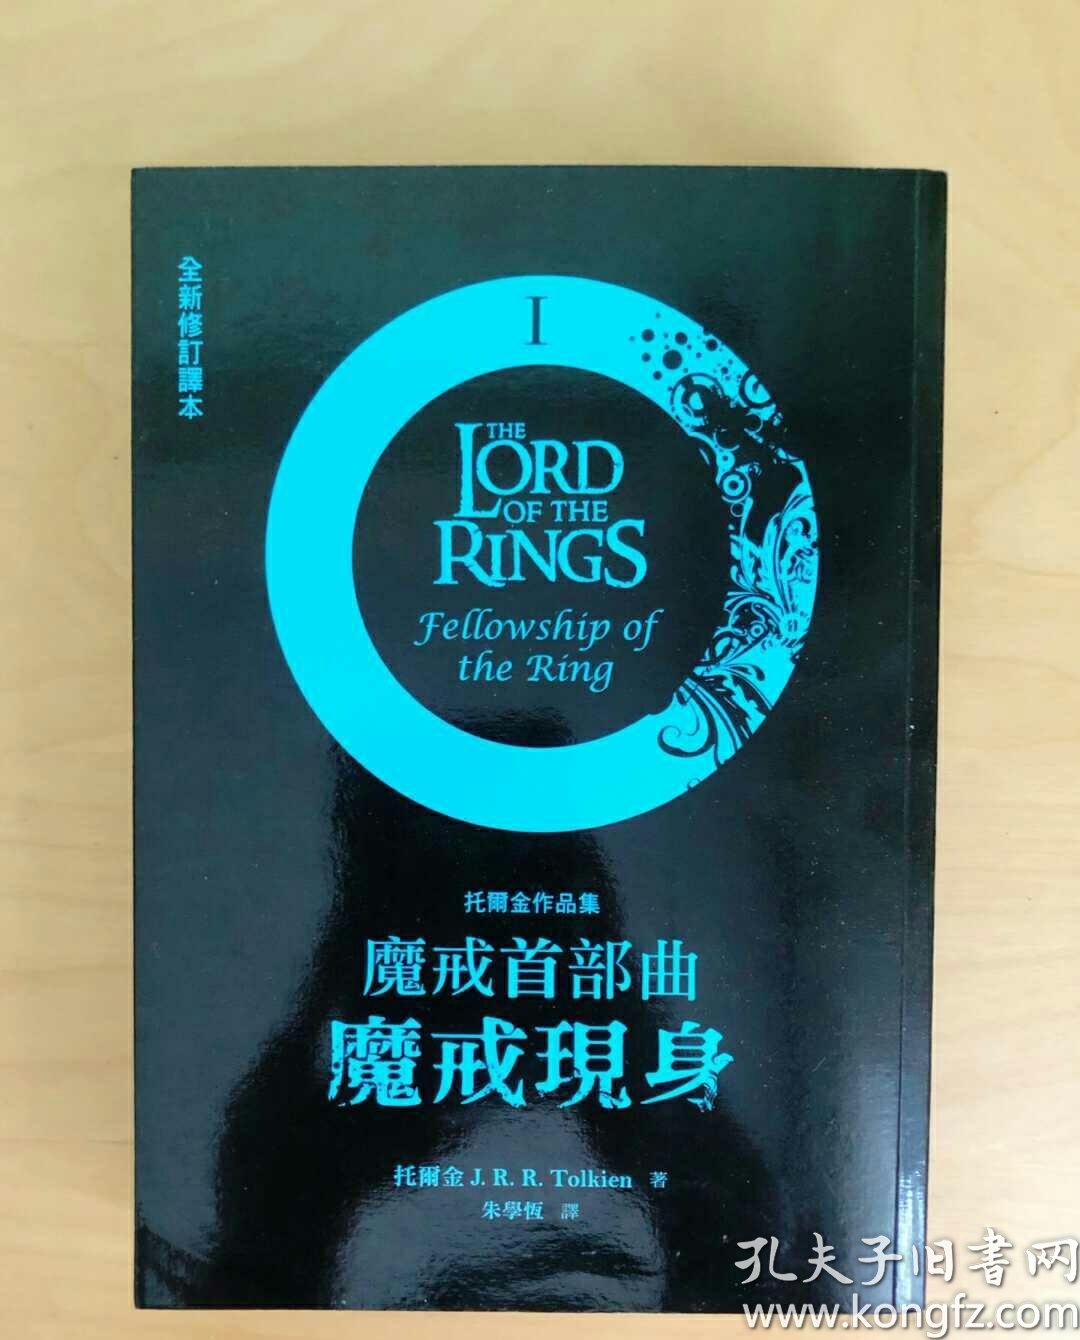 全新修訂譯本
I
THE
LORD
OF THE
RINGS
Fellowship of
the Ring
托爾金作品集
魔戒首部曲
魔戒現身
托爾金 J. R. R. Tolkien 著
朱學恆 譯
孔夫子旧書网
www.kongfz.com